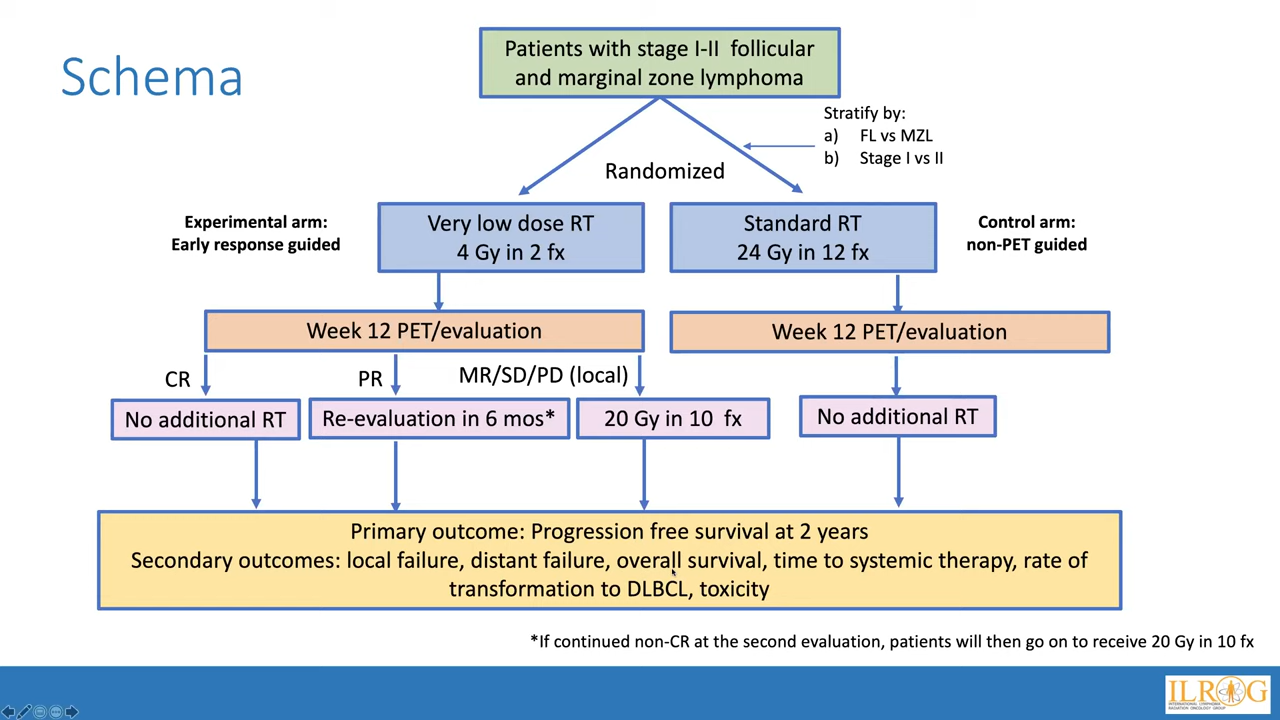 Schema
Patients with stage I-II follicular
and marginal zone lymphoma
Stratify by:
a) FL vs MZL
b) Stage I vs II
Randomized
Experimental arm:
Early response guided
Very low dose RT
4 Gy in 2 fx
Standard RT
24 Gy in 12 fx
Control arm:
non-PET guided
Week 12 PET/evaluation
Week 12 PET/evaluation
CR
PR
MR/SD/PD (local)
No additional RT
Re-evaluation in 6 mos*
20 Gy in 10 fx
No additional RT
Primary outcome: Progression free survival at 2 years
Secondary outcomes: local failure, distant failure, overall survival, time to systemic therapy, rate of
transformation to DLBCL, toxicity
*If continued non-CR at the second evaluation, patients will then go on to receive 20 Gy in 10 fx
ILROG
INTERNATIONAL LYMPHOMA
RADIATION ONCOLOGY GROUP